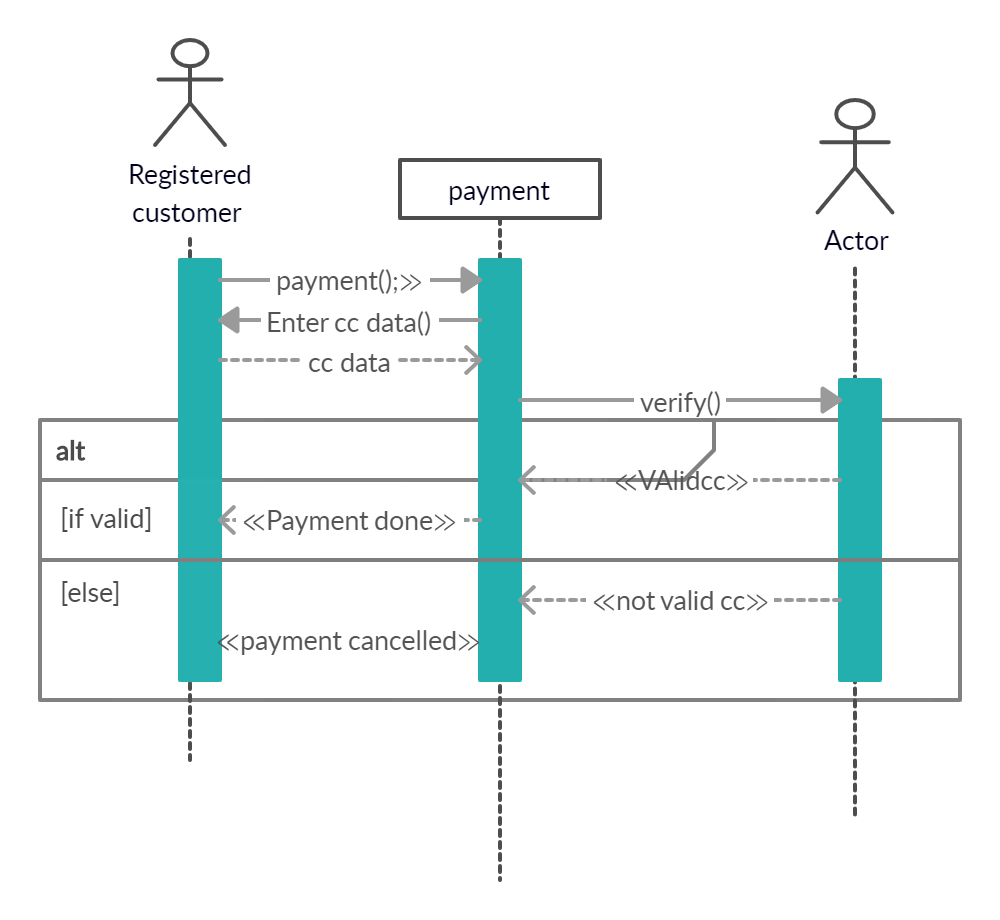 Registered
customer
payment
Actor
payment();≫
Enter cc data()
cc data
verify()
alt
≪VAlidcc≫
[if valid]
≪Payment done≫
[else]
≪not valid cc≫
≪payment cancelled≫